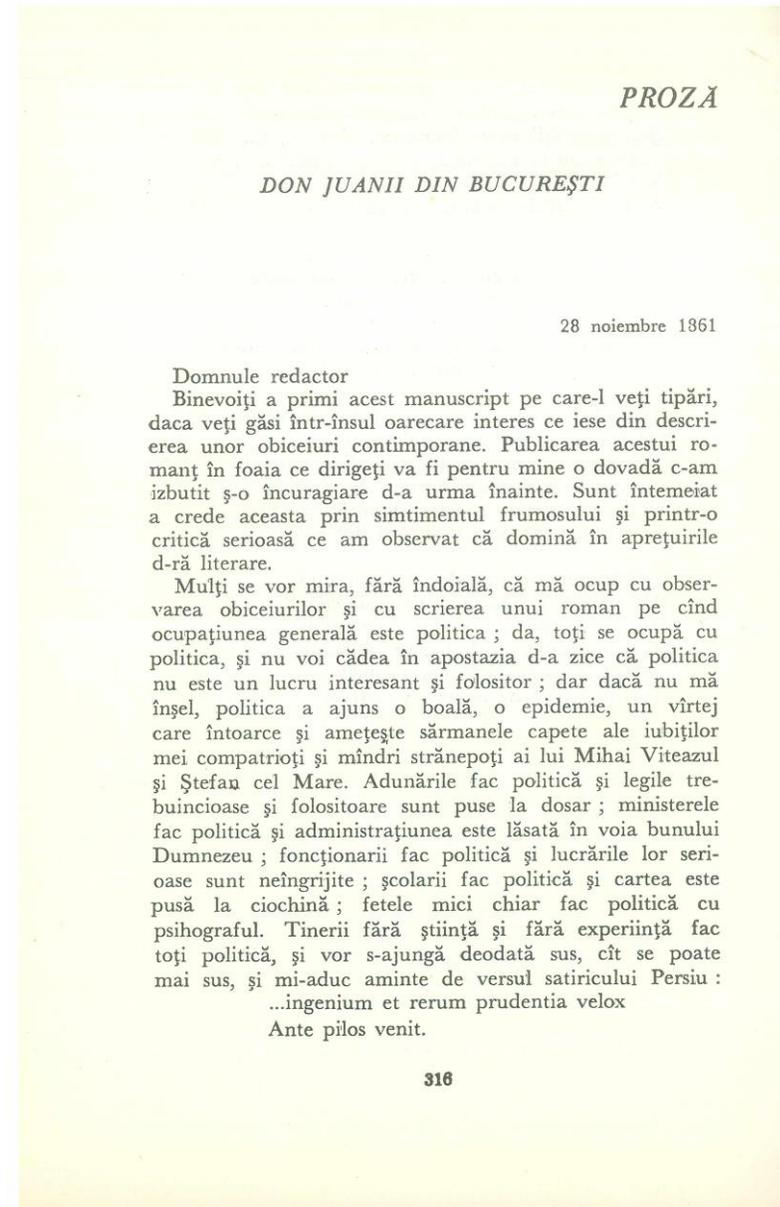 PROZĂ
DON JUANII DIN BUCUREŞTI
28 noiembre 1861
Domnule redactor
Binevoiţi a primi acest manuscript pe care-l veţi tipări,
daca veţi găsi într-însul oarecare interes ce iese din descri-
erea unor obiceiuri contimporane. Publicarea acestui ro-
manţ în foaia ce dirigeţi va fi pentru mine o dovadă c-am
izbutit ş-o încuragiare d-a urma înainte. Sunt întemeiat
a crede aceasta prin simtimentul frumosului şi printr-o
critică serioasă ce am observat că domină în apreţuirile
d-ră literare.
Mulţi se vor mira, fără îndoială, că mă ocup cu obser-
varea obiceiurilor şi cu scrierea unui roman pe cînd
ocupaţiunea generală este politica ; da, toţi se ocupă cu
politica, şi nu voi cădea în apostazia d-a zice că politica
nu este un lucru interesant şi folositor ; dar dacă nu mă
înşel, politica a ajuns o boală, o epidemie, un vîrtej
care întoarce şi ameţeşte sărmanele capete ale iubiţilor
mei compatrioţi şi mîndri strănepoţi ai lui Mihai Viteazul
şi Ştefan cel Mare. Adunările fac politică şi legile tre-
buincioase şi folositoare sunt puse la dosar ; ministerele
fac politică şi administraţiunea este lăsată în voia bunului
Dumnezeu ; foncţionarii fac politică şi lucrările lor seri-
oase sunt neîngrijite ; şcolarii fac politică şi cartea este
pusă la ciochină ; fetele mici chiar fac politică cu
psihograful. Tinerii fără ştiinţă şi fără experiinţă fac
toţi politică, şi vor s-ajungă deodată sus, cît se poate
mai sus, şi mi-aduc aminte de versul satiricului Persiu :
...ingenium et rerum prudentia velox
Ante pilos venit.
316